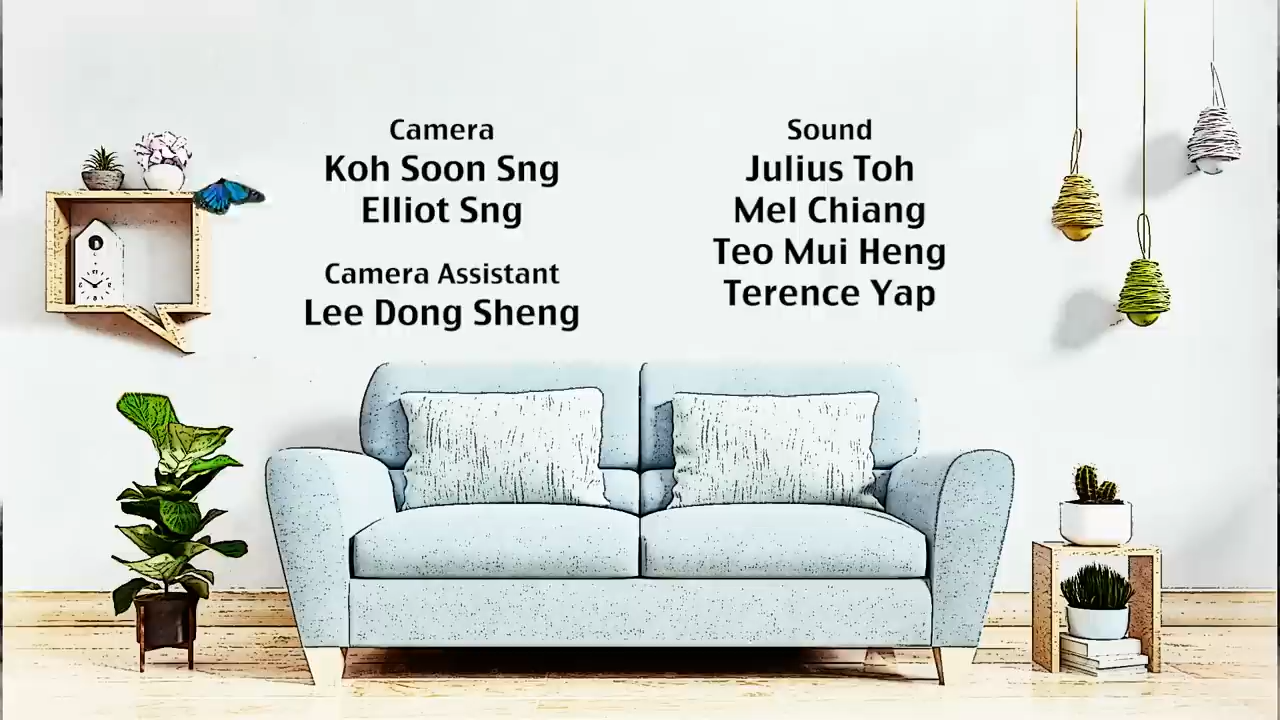 Camera
Koh Soon Sng
Elliot Sng
Camera Assistant
Lee Dong Sheng
Sound
Julius Toh
Mel Chiang
Teo Mui Heng
Terence Yap